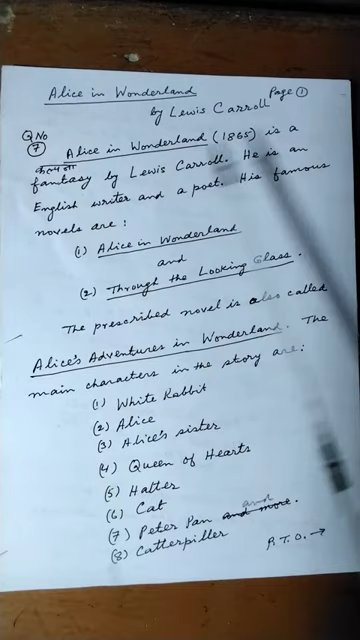 Alice in Wonderland Page ①
by Lewis Carroll
Q No
⑦ Alice in Wonderland (1865) is a
कल्पना
fantasy by Lewis Carroll. He is an
English writer and a poet. His famous
novels are :
(1) Alice in Wonderland
and
(2) Through the Looking Glass.
The prescribed novel is also called
Alice's Adventures in Wonderland. The
main characters in the story are:
(1) White Rabbit
(2) Alice
(3) Alice's sister
(4) Queen of Hearts
(5) Hatter
(6) Cat
and
(7) Peter Pan and more.
(8) Catterpiller
P.T.O. →